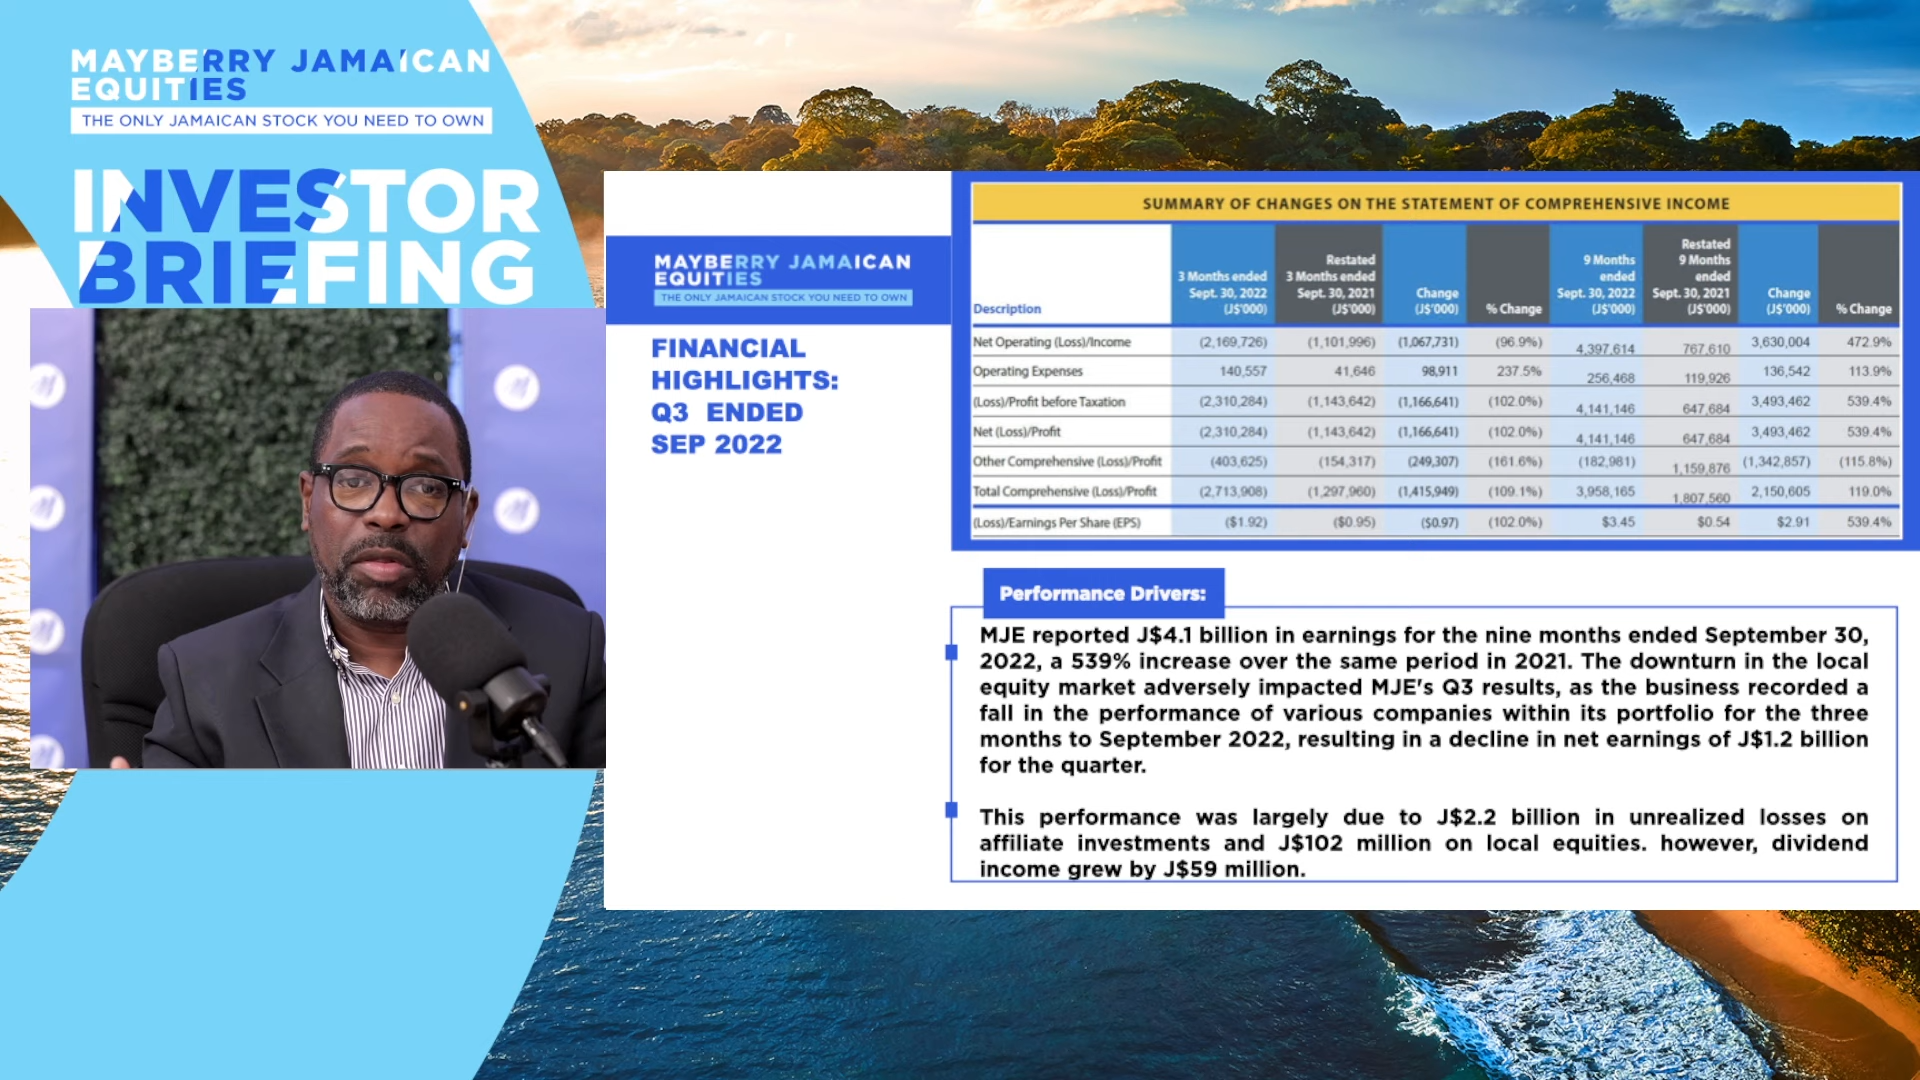 MAYBERRY JAMAICAN
EQUITIES
THE ONLY JAMAICAN STOCK YOU NEED TO OWN
INVESTOR
BRIEFING
MAYBERRY JAMAICAN
EQUITIES
THE ONLY JAMAICAN STOCK YOU NEED TO OWN
FINANCIAL
HIGHLIGHTS:
Q3 ENDED
SEP 2022
SUMMARY OF CHANGES ON THE STATEMENT OF COMPREHENSIVE INCOME
Description
3 Months ended
Sept. 30, 2022
(J$'000)
Restated
3 Months ended
Sept. 30, 2021
(J$'000)
Change
(J$'000)
% Change
9 Months
ended
Sept. 30, 2022
(J$'000)
Restated
9 Months
ended
Sept. 30, 2021
(J$'000)
Change
(J$'000)
% Change
Net Operating (Loss)/Income (2,169,726) (1,101,996) (1,067,731) (96.9%) 4,397,614 767,610 3,630,004 472.9%
Operating Expenses 140,557 41,646 98,911 237.5% 256,468 119,926 136,542 113.9%
(Loss)/Profit before Taxation (2,310,284) (1,143,642) (1,166,641) (102.0%) 4,141,146 647,684 3,493,462 539.4%
Net (Loss)/Profit (2,310,284) (1,143,642) (1,166,641) (102.0%) 4,141,146 647,684 3,493,462 539.4%
Other Comprehensive (Loss)/Profit (403,625) (154,317) (249,307) (161.6%) (182,981) 1,159,876 (1,342,857) (115.8%)
Total Comprehensive (Loss)/Profit (2,713,908) (1,297,960) (1,415,949) (109.1%) 3,958,165 1,807,560 2,150,605 119.0%
(Loss)/Earnings Per Share (EPS) ($1.92) ($0.95) ($0.97) (102.0%) $3.45 $0.54 $2.91 539.4%
Performance Drivers:
MJE reported J$4.1 billion in earnings for the nine months ended September 30,
2022, a 539% increase over the same period in 2021. The downturn in the local
equity market adversely impacted MJE's Q3 results, as the business recorded a
fall in the performance of various companies within its portfolio for the three
months to September 2022, resulting in a decline in net earnings of J$1.2 billion
for the quarter.
This performance was largely due to J$2.2 billion in unrealized losses on
affiliate investments and J$102 million on local equities. however, dividend
income grew by J$59 million.